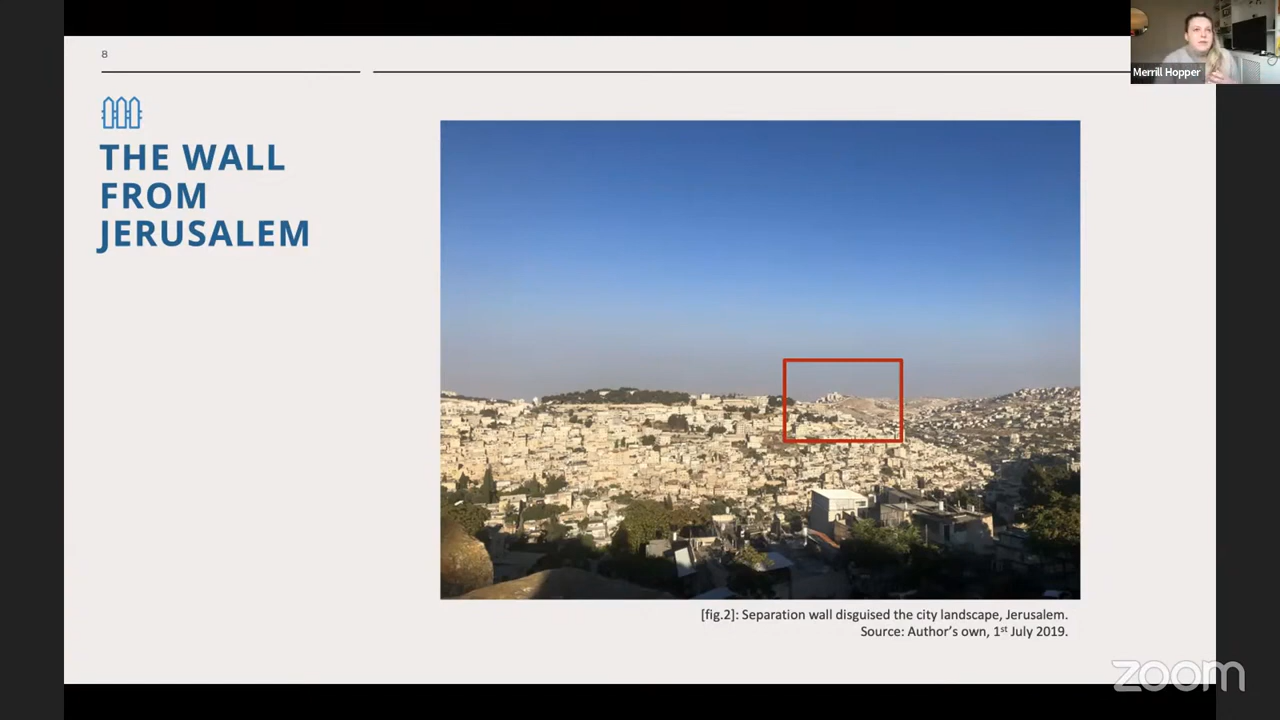 8
Merrill Hopper
THE WALL
FROM
JERUSALEM
[fig.2]: Separation wall disguised the city landscape, Jerusalem.
Source: Author's own, 1st July 2019.
zoom